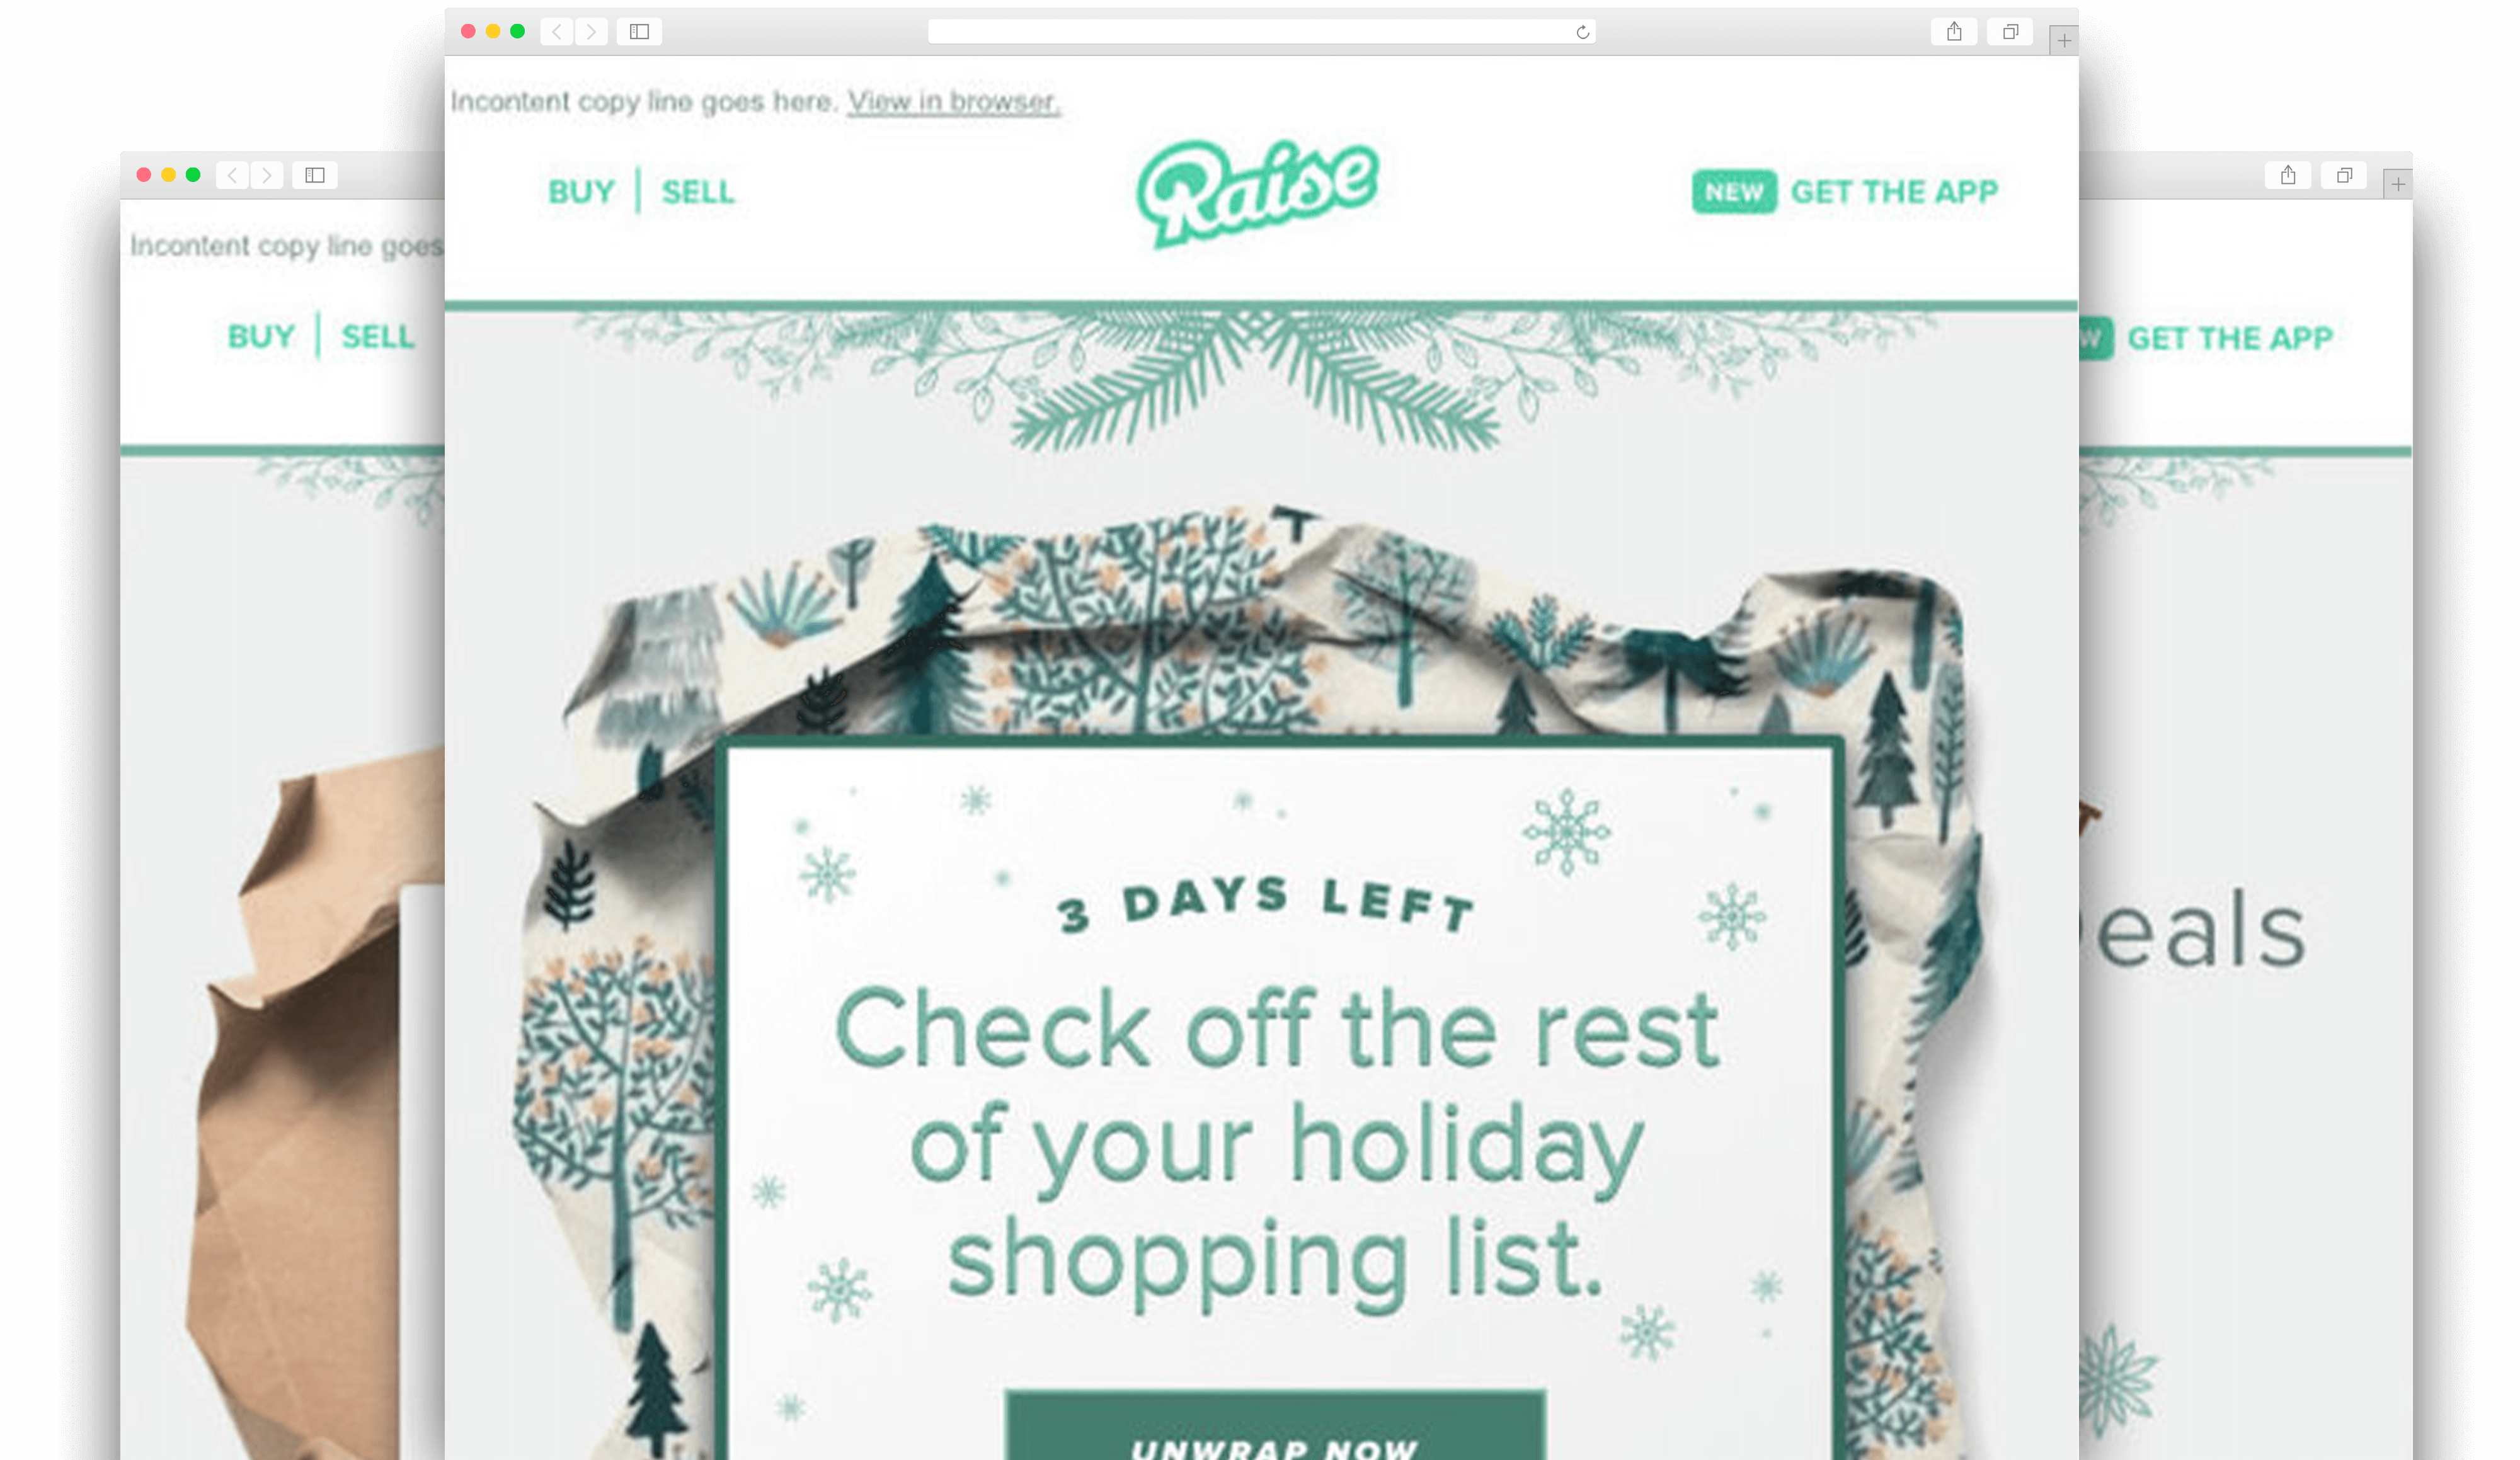 Incontent copy line goes here. View in browser.
BUY | SELL
Raise
NEW GET THE APP
3 DAYS LEFT
Check off the rest
of your holiday
shopping list.
UNWRAP NOW
Incontent copy line goes
BUY | SELL
GET THE APP
eals